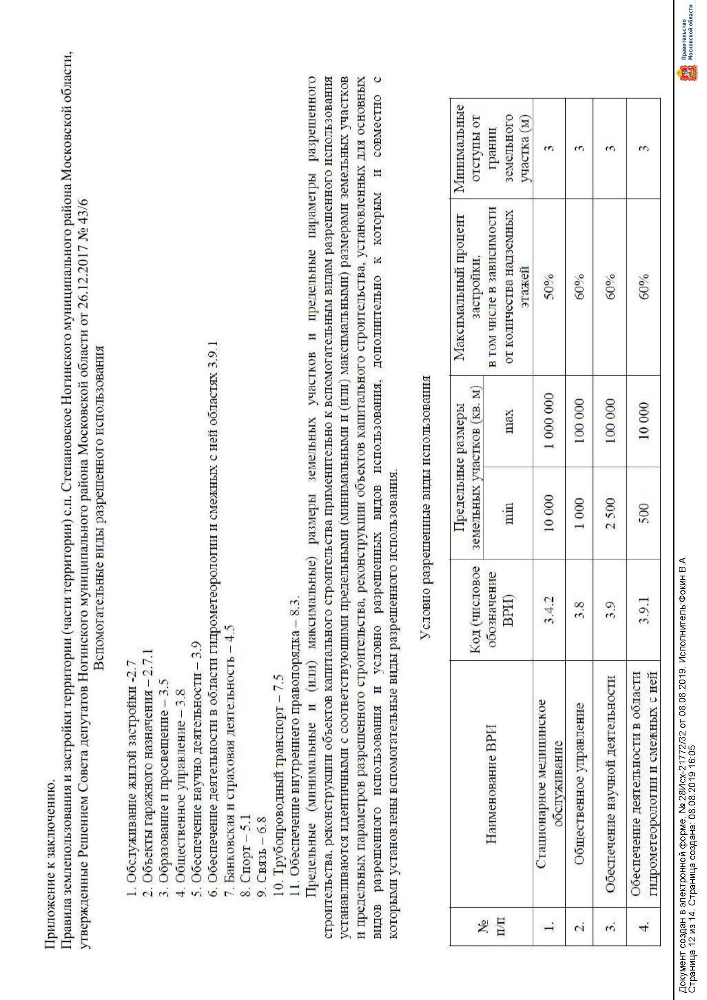 Приложение к заключению.
Правила землепользования и застройки территории (части территории) с.п. Степановское Ногинского муниципального района Московской области,
утвержденные Решением Совета депутатов Ногинского муниципального района Московской области от 26.12.2017 № 43/6
Вспомогательные виды разрешенного использования
1. Обслуживание жилой застройки -2.7
2. Объекты гаражного назначения – 2.7.1
3. Образование и просвещение – 3.5
4. Общественное управление – 3.8
5. Обеспечение научно деятельности – 3.9
6. Обеспечение деятельности в области гидрометеорологии и смежных с ней областях 3.9.1
7. Банковская и страховая деятельность – 4.5
8. Спорт – 5.1
9. Связь – 6.8
10. Трубопроводный транспорт – 7.5
11. Обеспечение внутреннего правопорядка – 8.3.
Предельные (минимальные и (или) максимальные) размеры земельных участков и предельные параметры разрешенного
строительства, реконструкции объектов капитального строительства применительно к вспомогательным видам разрешенного использования
устанавливаются идентичными с соответствующими предельными (минимальными и (или) максимальными) размерами земельных участков
и предельных параметров разрешенного строительства, реконструкции объектов капитального строительства, установленных для основных
видов разрешенного использования и условно разрешенных видов использования, дополнительно к которым и совместно с
которыми установлены вспомогательные виды разрешенного использования.
Условно разрешенные виды использования
№ п/п
Наименование ВРИ
Код (числовое
обозначение
ВРИ)
Предельные размеры
земельных участков (кв. м)
min
max
Максимальный процент
застройки,
в том числе в зависимости
от количества надземных
этажей
Минимальные
отступы от
границ
земельного
участка (м)
1. Стационарное медицинское
обслуживание 3.4.2 10 000 1 000 000 50% 3
2. Общественное управление 3.8 1 000 100 000 60% 3
3. Обеспечение научной деятельности 3.9 2 500 100 000 60% 3
4. Обеспечение деятельности в области
гидрометеорологии и смежных с ней 3.9.1 500 10 000 60% 3
Документ создан в электронной форме. № 28Исх-21772/32 от 08.08.2019. Исполнитель:Фокин В.А.
Страница 12 из 14. Страница создана: 08.08.2019 16:05
Правительство
Московской области